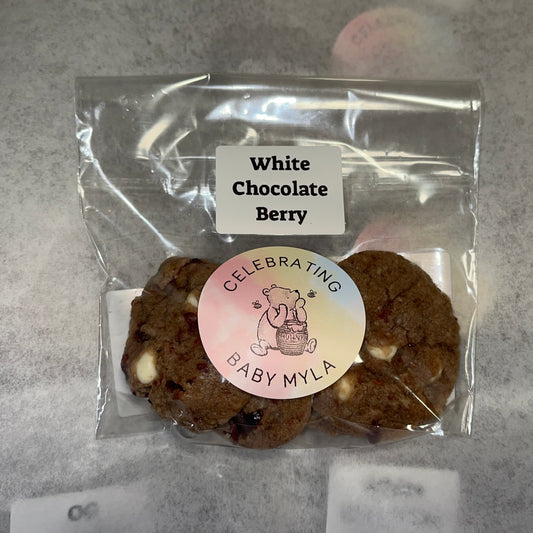 White
Chocolate
Berry
CELEBRATING
BABY MYLA